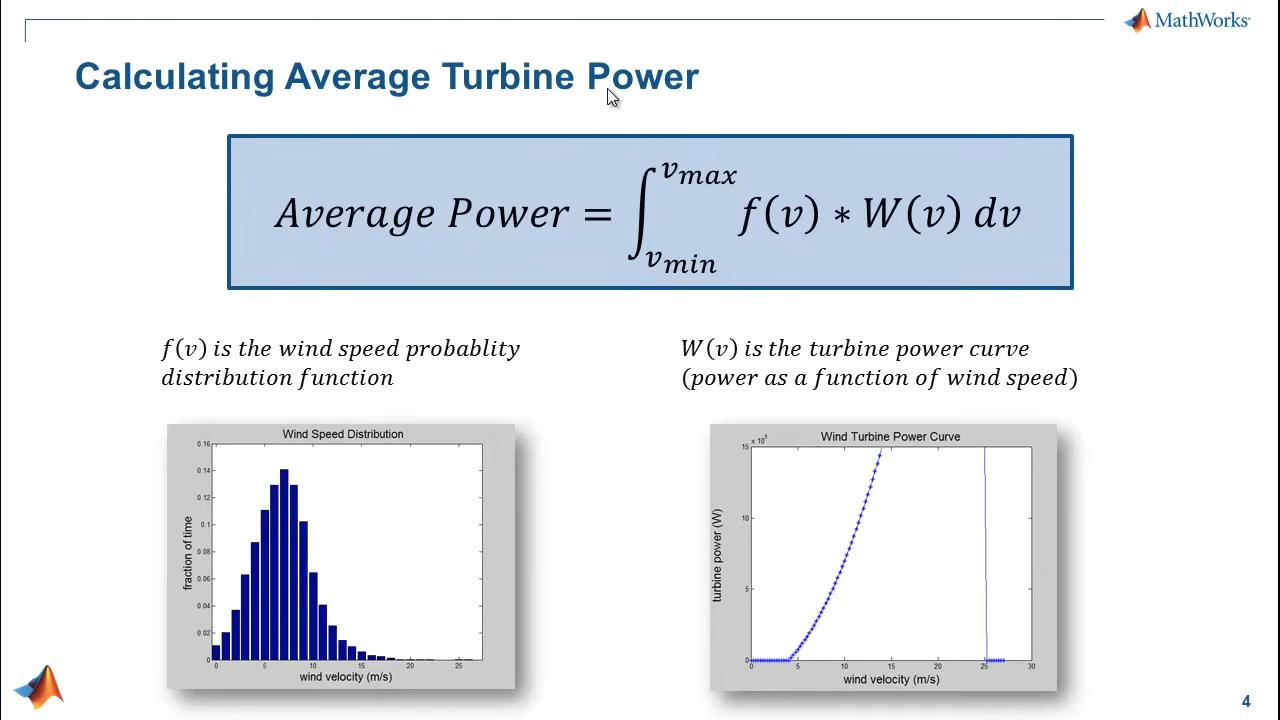 MathWorks®
Calculating Average Turbine Power
Average Power = ∫ᵥₘᵢₙ^ᵥₘₐₓ f(v) ∗ W(v) dv
f(v) is the wind speed probablity
distribution function
W(v) is the turbine power curve
(power as a function of wind speed)
Wind Speed Distribution
fraction of time
0.16
0.14
0.12
0.1
0.08
0.06
0.04
0.02
0
0 5 10 15 20 25
wind velocity (m/s)
Wind Turbine Power Curve
x 10⁵
turbine power (W)
15
10
5
0
0 5 10 15 20 25 30
wind velocity (m/s)
4